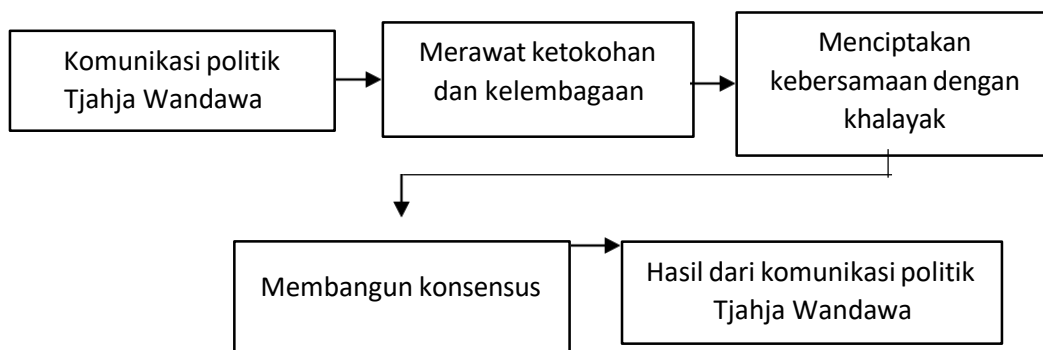 Komunikasi politik
Tjahja Wandawa
Merawat ketokohan
dan kelembagaan
Menciptakan
kebersamaan dengan
khalayak
Membangun konsensus
Hasil dari komunikasi politik
Tjahja Wandawa